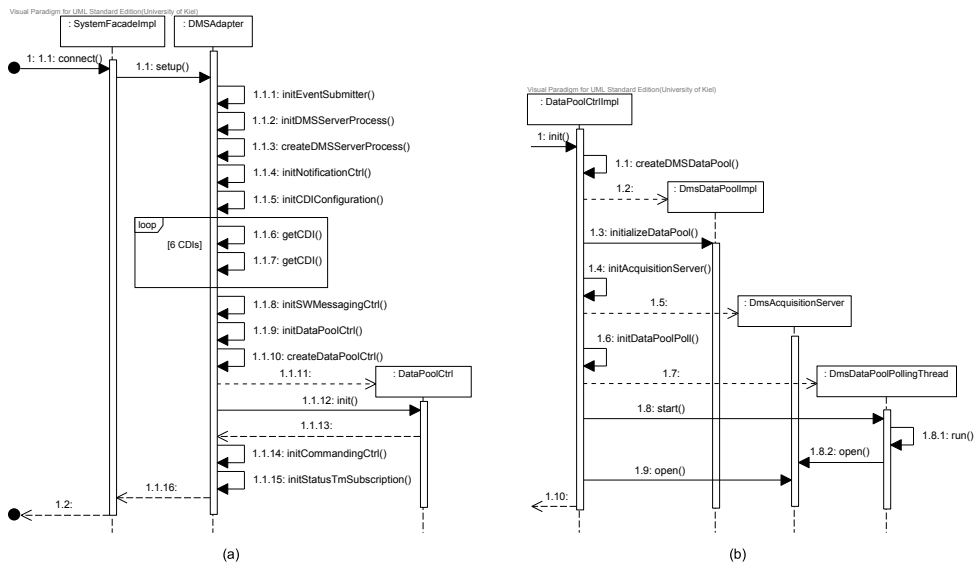 Visual Paradigm for UML Standard Edition(University of Kiel)
: SystemFacadeImpl
: DMSAdapter
1: 1.1: connect()
1.1: setup()
1.1.1: initEventSubmitter()
1.1.2: initDMSServerProcess()
1.1.3: createDMSServerProcess()
1.1.4: initNotificationCtrl()
1.1.5: initCDIConfiguration()
loop
[6 CDIs]
1.1.6: getCDI()
1.1.7: getCDI()
1.1.8: initSWMessagingCtrl()
1.1.9: initDataPoolCtrl()
1.1.10: createDataPoolCtrl()
1.1.11:
: DataPoolCtrl
1.1.12: init()
1.1.13:
1.1.14: initCommandingCtrl()
1.1.15: initStatusTmSubscription()
1.1.16:
1.2:
(a)
Visual Paradigm for UML Standard Edition(University of Kiel)
: DataPoolCtrlImpl
1: init()
1.1: createDMSDataPool()
1.2:
: DmsDataPoolImpl
1.3: initializeDataPool()
1.4: initAcquisitionServer()
1.5:
: DmsAcquisitionServer
1.6: initDataPoolPoll()
1.7:
: DmsDataPoolPollingThread
1.8: start()
1.8.1: run()
1.8.2: open()
1.9: open()
1.10:
(b)